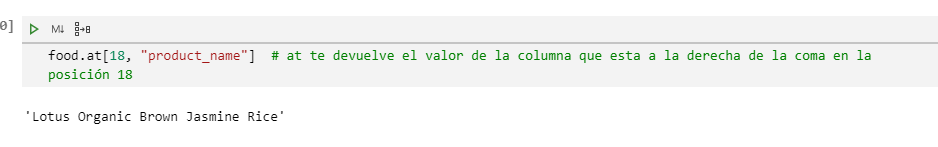 0]
M↓
food.at[18, "product_name"]  # at te devuelve el valor de la columna que esta a la derecha de la coma en la
posición 18
'Lotus Organic Brown Jasmine Rice'